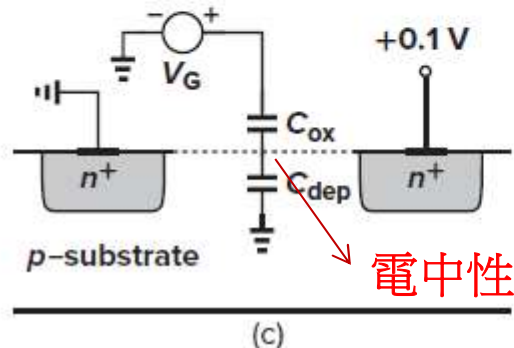 − +
V_G
+0.1 V
C_ox
n⁺
C_dep
n⁺
p−substrate
電中性
(c)